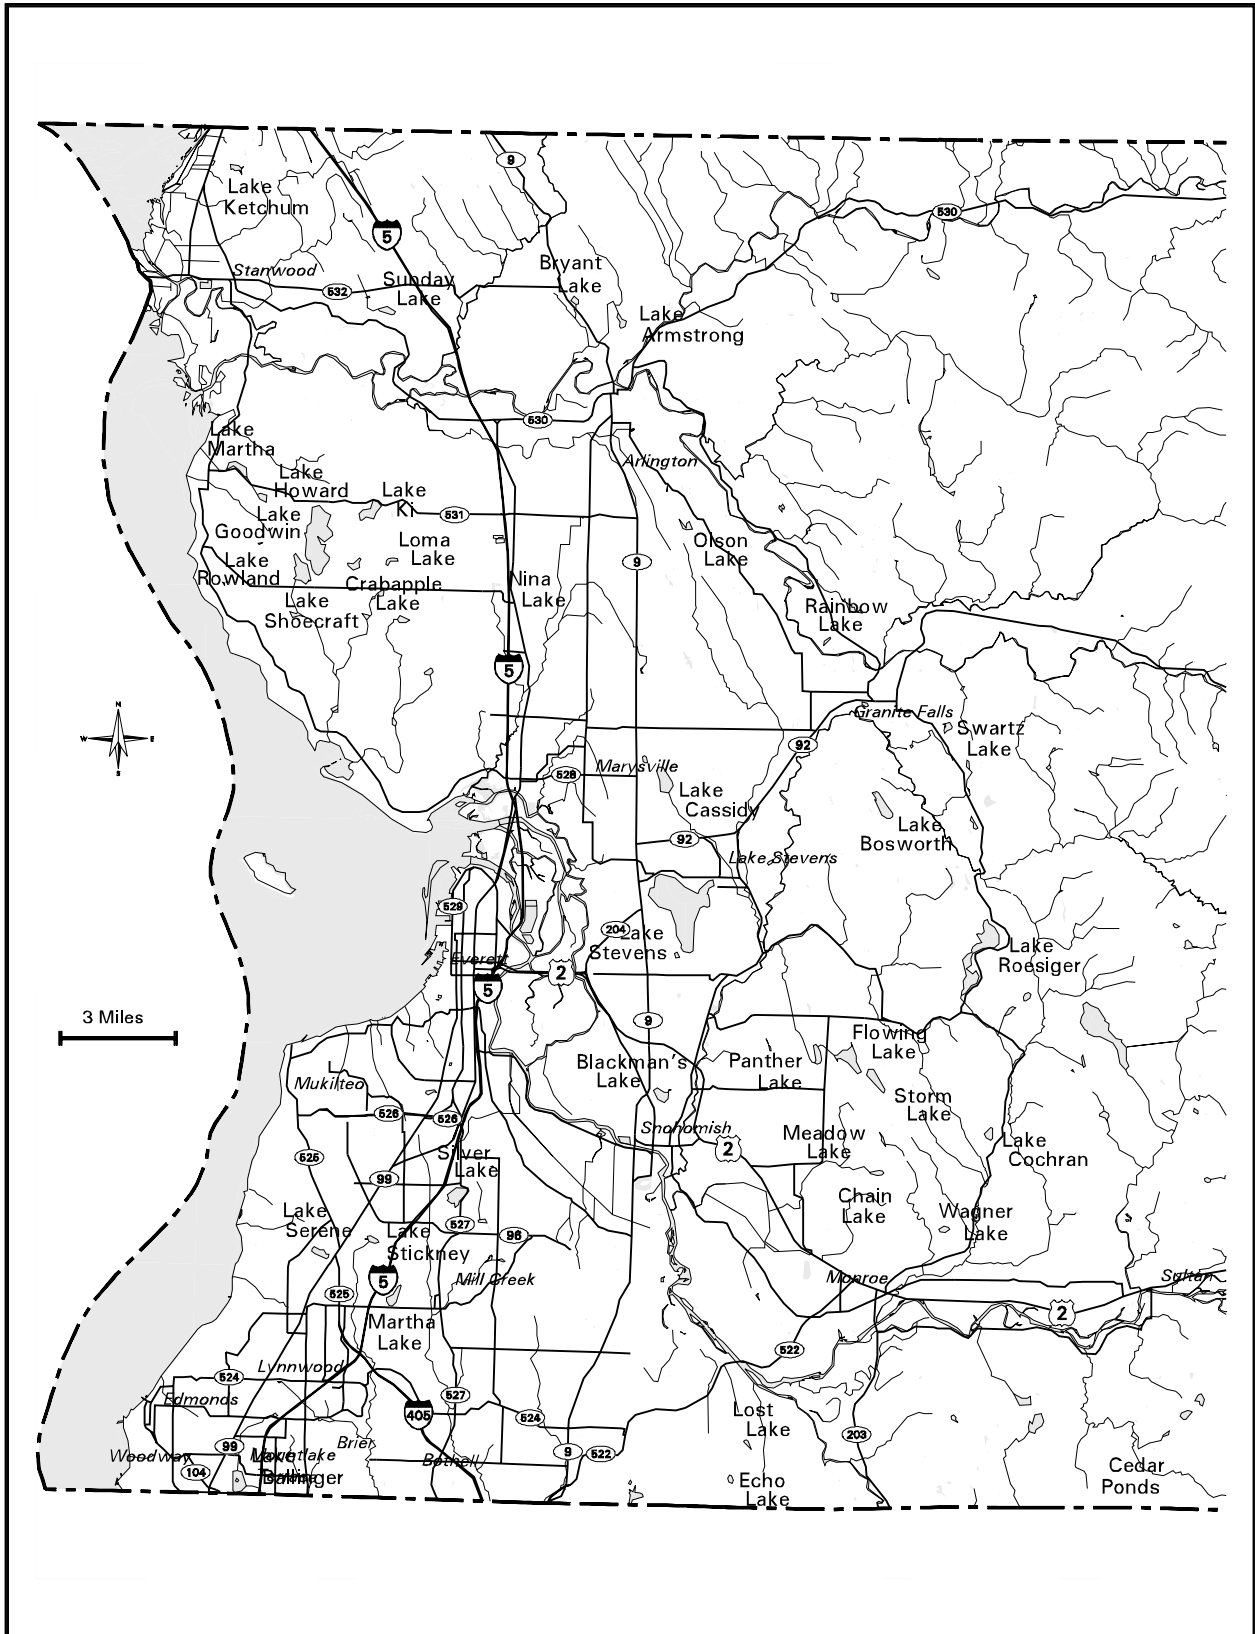 9
Lake
Ketchum
5
530
Stanwood
Bryant
Lake
Sunday
Lake
532
Lake
Armstrong
530
Lake
Martha
Arlington
Lake
Howard
Lake
Ki
531
Lake
Goodwin
Loma
Lake
Olson
Lake
9
Lake
Rowland
Crabapple
Lake
Nina
Lake
Lake
Shoecraft
Rainbow
Lake
5
N
W
E
S
Granite Falls
Swartz
Lake
92
528
Marysville
Lake
Cassidy
Lake
Bosworth
92
Lake Stevens
529
204
Lake
Stevens
Everett
2
Lake
Roesiger
5
3 Miles
9
Flowing
Lake
Blackman's
Lake
Panther
Lake
Mukilteo
Storm
Lake
526
526
Snohomish
2
Meadow
Lake
Lake
Cochran
525
Silver
Lake
99
Chain
Lake
Wagner
Lake
Lake
Serene
527
Lake
Stickney
96
5
Mill Creek
Monroe
Sultan
525
2
Martha
Lake
522
Lynnwood
524
Edmonds
527
405
524
Lost
Lake
203
99
Brier
Woodway
Mountlake
Lake
Ballinger
104
Bothell
9
522
Echo
Lake
Cedar
Ponds